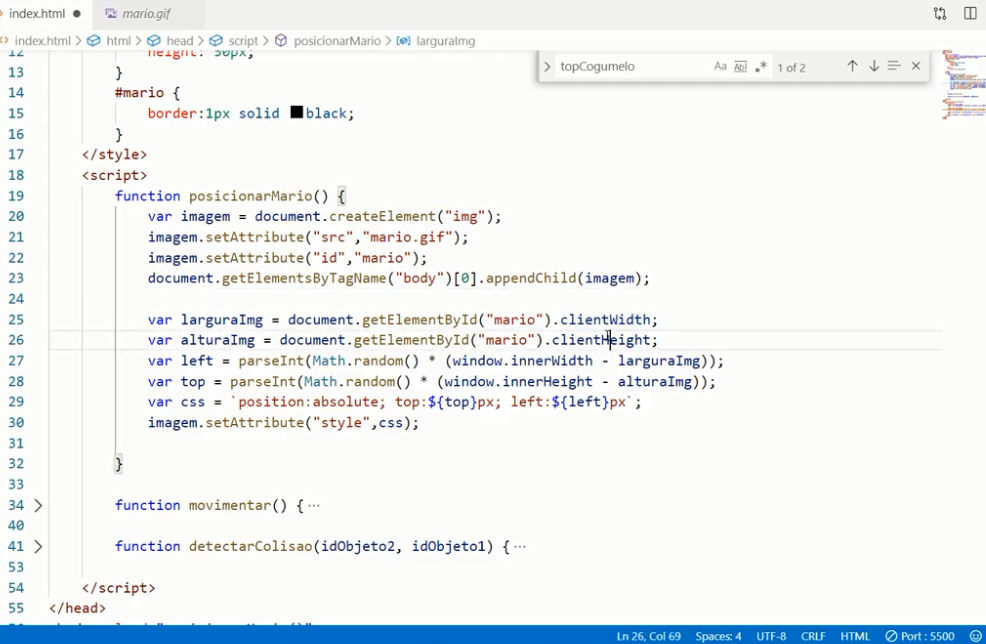 index.html ● mario.gif
index.html > html > head > script > posicionarMario > larguraImg
topCogumelo Aa Abl .* 1 of 2
12 height: 50px;
13 }
14 #mario {
15 border:1px solid black;
16 }
17 </style>
18 <script>
19 function posicionarMario() {
20 var imagem = document.createElement("img");
21 imagem.setAttribute("src","mario.gif");
22 imagem.setAttribute("id","mario");
23 document.getElementsByTagName("body")[0].appendChild(imagem);
24
25 var larguraImg = document.getElementById("mario").clientWidth;
26 var alturaImg = document.getElementById("mario").clientHeight;
27 var left = parseInt(Math.random() * (window.innerWidth - larguraImg));
28 var top = parseInt(Math.random() * (window.innerHeight - alturaImg));
29 var css = `position:absolute; top:${top}px; left:${left}px`;
30 imagem.setAttribute("style",css);
31
32 }
33
34 function movimentar() { ···
40
41 function detectarColisao(idObjeto2, idObjeto1) { ···
53
54 </script>
55 </head>
Ln 26, Col 69 Spaces: 4 UTF-8 CRLF HTML Port : 5500